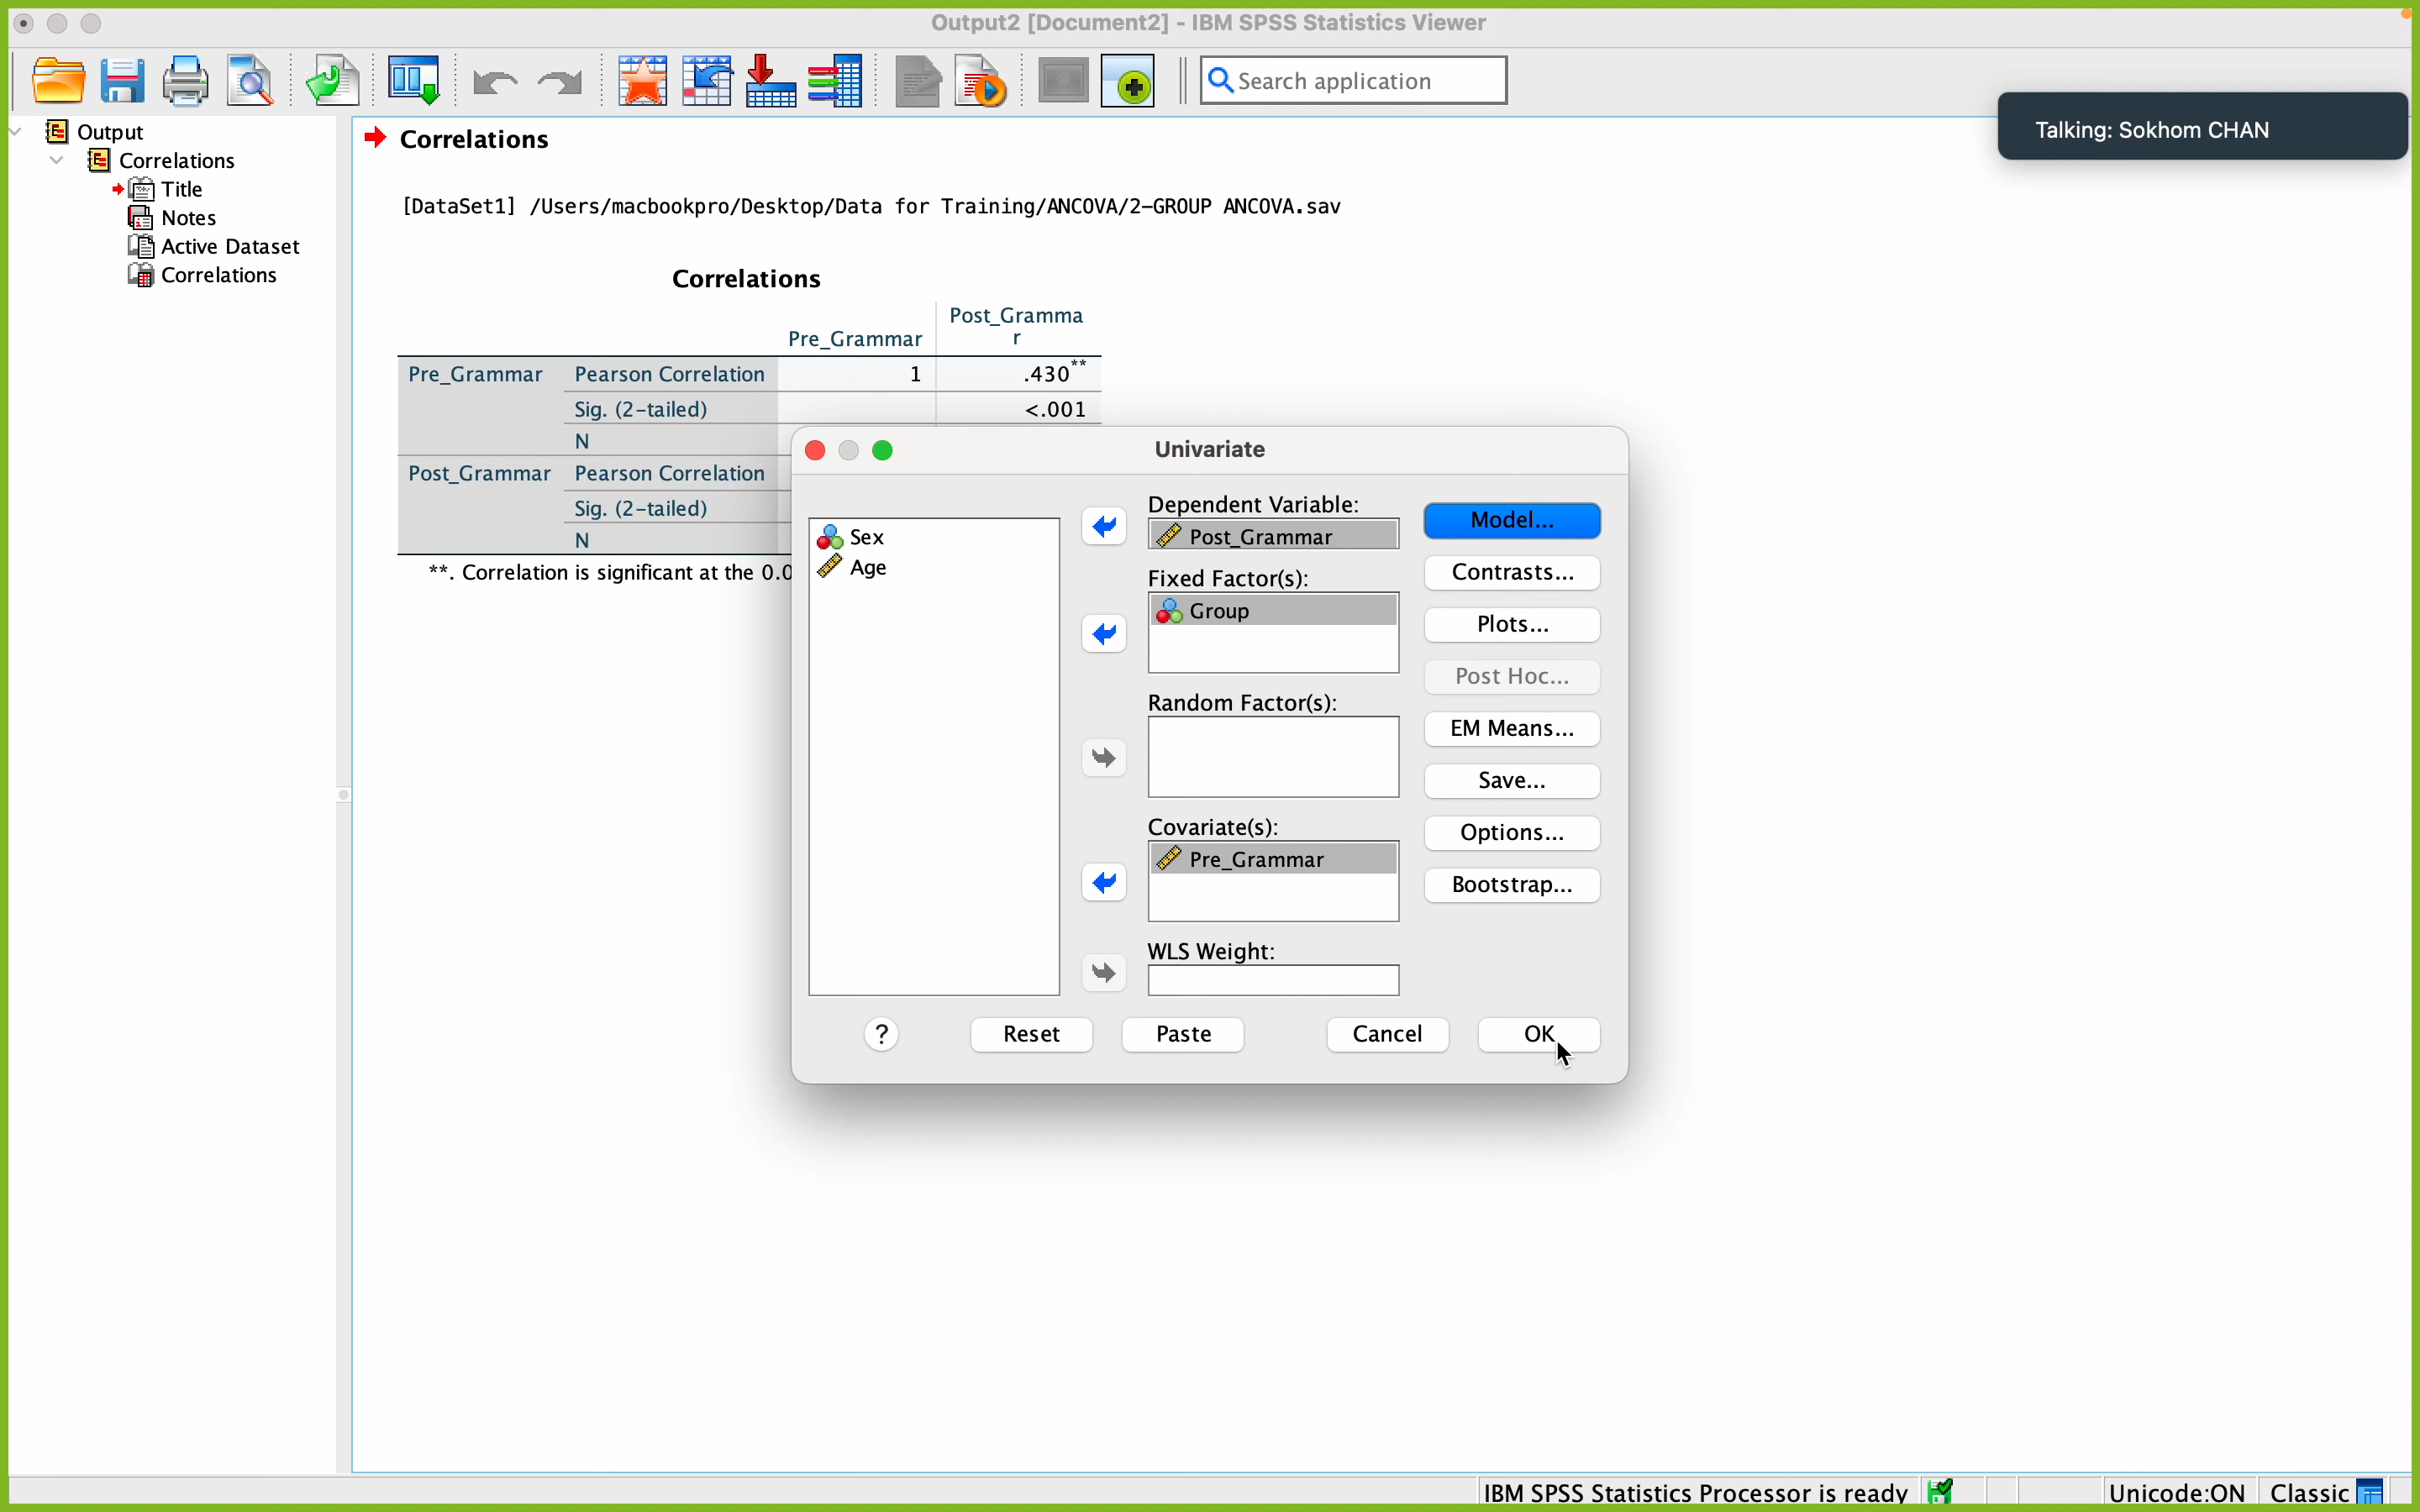 Output2 [Document2] - IBM SPSS Statistics Viewer
Search application
Talking: Sokhom CHAN
Output
Correlations
Title
Notes
Active Dataset
Correlations
Correlations
[DataSet1] /Users/macbookpro/Desktop/Data for Training/ANCOVA/2-GROUP ANCOVA.sav
Correlations
Pre_Grammar Post_Gramma
r
Pre_Grammar Pearson Correlation 1 .430**
Sig. (2-tailed) <.001
N
Post_Grammar Pearson Correlation
Sig. (2-tailed)
N
**. Correlation is significant at the 0.0
Univariate
Sex
Age
Dependent Variable:
Post_Grammar
Fixed Factor(s):
Group
Random Factor(s):
Covariate(s):
Pre_Grammar
WLS Weight:
Model...
Contrasts...
Plots...
Post Hoc...
EM Means...
Save...
Options...
Bootstrap...
? Reset Paste Cancel OK
IBM SPSS Statistics Processor is ready Unicode:ON Classic